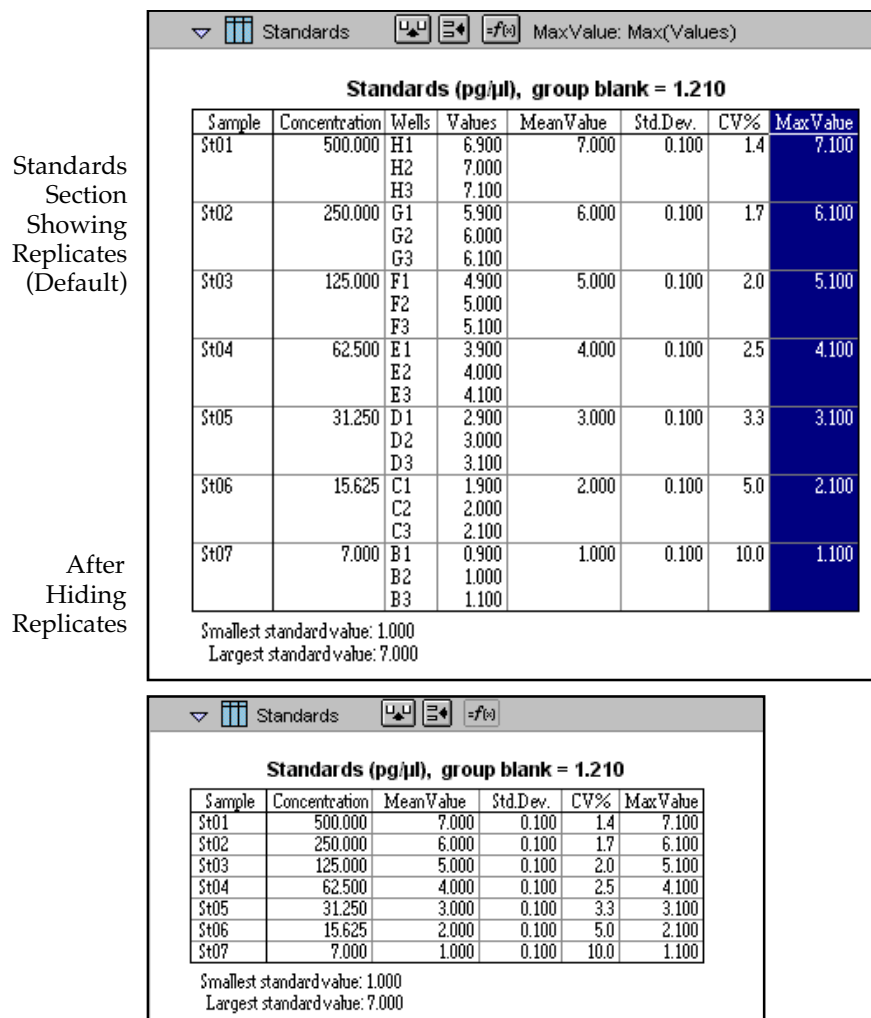 Standards =f(x) MaxValue: Max(Values)
Standards (pg/µl), group blank = 1.210
Sample Concentration Wells Values MeanValue Std.Dev. CV% MaxValue
St01 500.000 H1 6.900 7.000 0.100 1.4 7.100
H2 7.000
H3 7.100
St02 250.000 G1 5.900 6.000 0.100 1.7 6.100
G2 6.000
G3 6.100
St03 125.000 F1 4.900 5.000 0.100 2.0 5.100
F2 5.000
F3 5.100
St04 62.500 E1 3.900 4.000 0.100 2.5 4.100
E2 4.000
E3 4.100
St05 31.250 D1 2.900 3.000 0.100 3.3 3.100
D2 3.000
D3 3.100
St06 15.625 C1 1.900 2.000 0.100 5.0 2.100
C2 2.000
C3 2.100
St07 7.000 B1 0.900 1.000 0.100 10.0 1.100
B2 1.000
B3 1.100
Smallest standard value: 1.000
Largest standard value: 7.000
Standards
Section
Showing
Replicates
(Default)
After
Hiding
Replicates
Standards =f(x)
Standards (pg/µl), group blank = 1.210
Sample Concentration MeanValue Std.Dev. CV% MaxValue
St01 500.000 7.000 0.100 1.4 7.100
St02 250.000 6.000 0.100 1.7 6.100
St03 125.000 5.000 0.100 2.0 5.100
St04 62.500 4.000 0.100 2.5 4.100
St05 31.250 3.000 0.100 3.3 3.100
St06 15.625 2.000 0.100 5.0 2.100
St07 7.000 1.000 0.100 10.0 1.100
Smallest standard value: 1.000
Largest standard value: 7.000